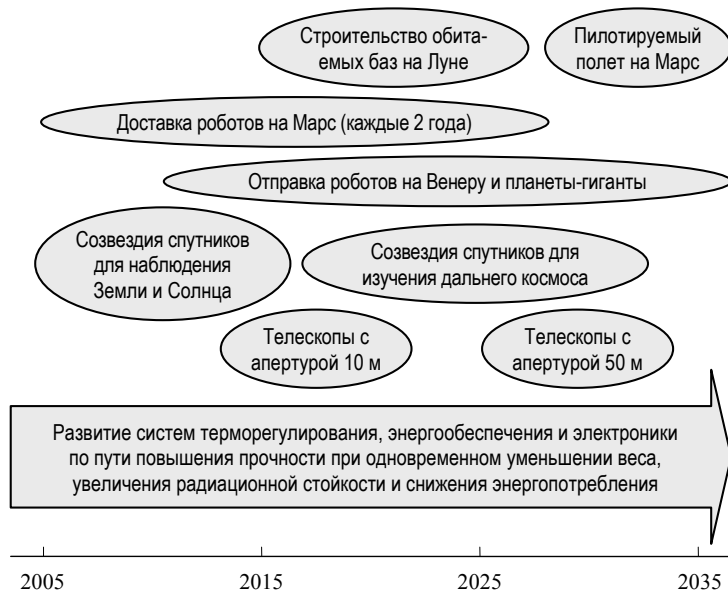 Строительство обита-
емых баз на Луне
Пилотируемый
полет на Марс
Доставка роботов на Марс (каждые 2 года)
Отправка роботов на Венеру и планеты-гиганты
Созвездия спутников
для наблюдения
Земли и Солнца
Созвездия спутников для
изучения дальнего космоса
Телескопы с
апертурой 10 м
Телескопы с
апертурой 50 м
Развитие систем терморегулирования, энергообеспечения и электроники
по пути повышения прочности при одновременном уменьшении веса,
увеличения радиационной стойкости и снижения энергопотребления
2005 2015 2025 2035